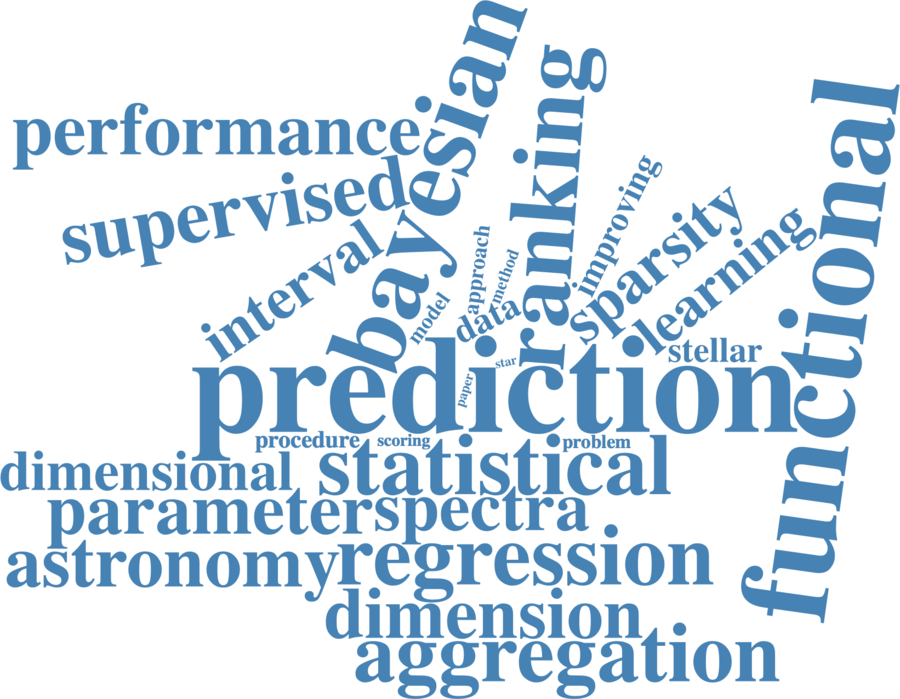 bayesian
ranking
functional
performance
supervised
interval
approach
improving
method
sparsity
learning
model
data
stellar
prediction
star
paper
procedure
scoring
problem
statistical
dimensional
parameter
spectra
astronomy
regression
dimension
aggregation